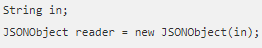 String in;
JSONObject reader = new JSONObject(in);